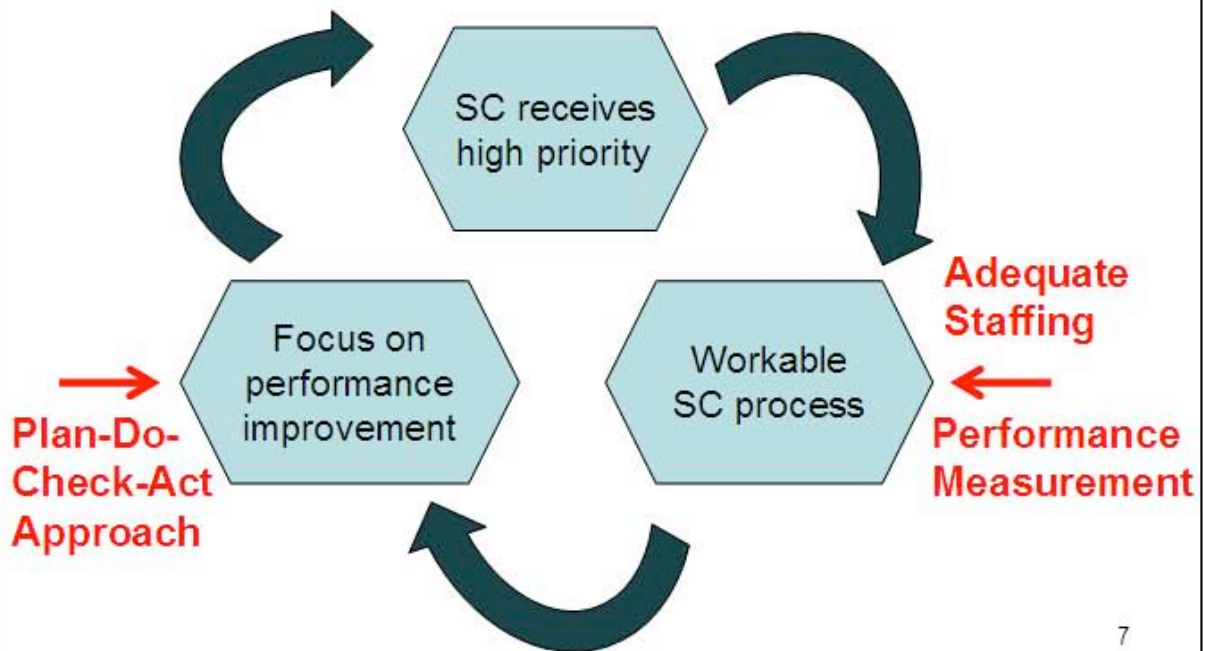 SC receives
high priority
Adequate
Staffing
Focus on
performance
improvement
Workable
SC process
Plan-Do-
Check-Act
Approach
Performance
Measurement
7